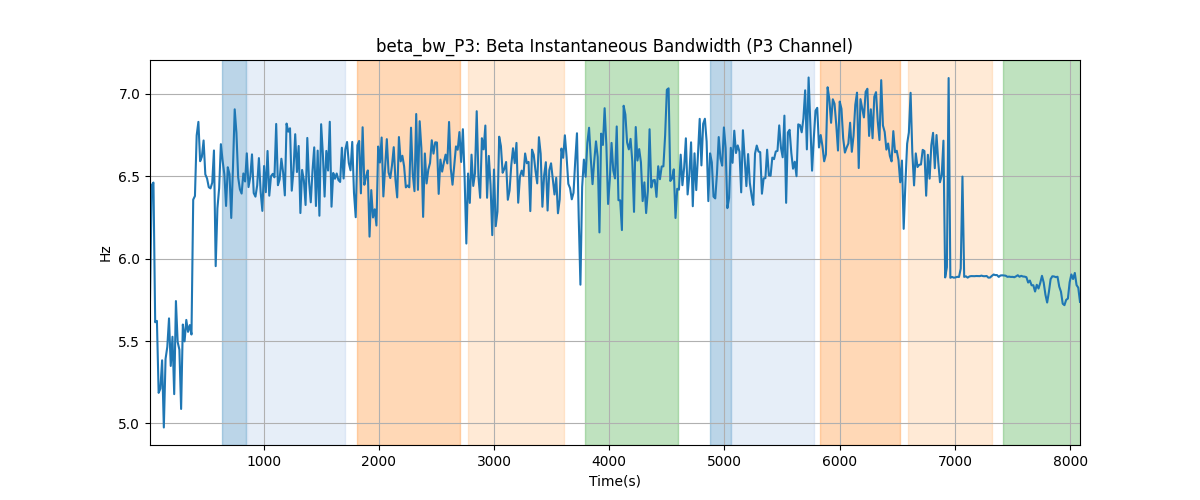 beta_bw_P3: Beta Instantaneous Bandwidth (P3 Channel)
7.0
6.5
6.0
5.5
5.0
Hz
1000 2000 3000 4000 5000 6000 7000 8000
Time(s)